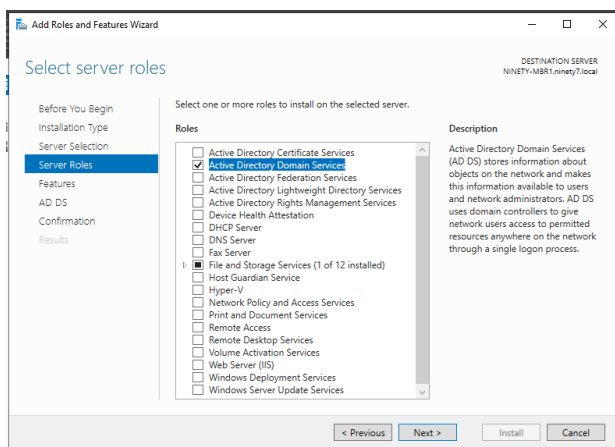 Add Roles and Features Wizard
Select server roles
DESTINATION SERVER
NINETY-MBR1.ninety7.local
Before You Begin
Installation Type
Server Selection
Server Roles
Features
AD DS
Confirmation
Results
Select one or more roles to install on the selected server.
Roles
Active Directory Certificate Services
Active Directory Domain Services
Active Directory Federation Services
Active Directory Lightweight Directory Services
Active Directory Rights Management Services
Device Health Attestation
DHCP Server
DNS Server
Fax Server
File and Storage Services (1 of 12 installed)
Host Guardian Service
Hyper-V
Network Policy and Access Services
Print and Document Services
Remote Access
Remote Desktop Services
Volume Activation Services
Web Server (IIS)
Windows Deployment Services
Windows Server Update Services
Description
Active Directory Domain Services
(AD DS) stores information about
objects on the network and makes
this information available to users
and network administrators. AD DS
uses domain controllers to give
network users access to permitted
resources anywhere on the network
through a single logon process.
< Previous
Next >
Install
Cancel